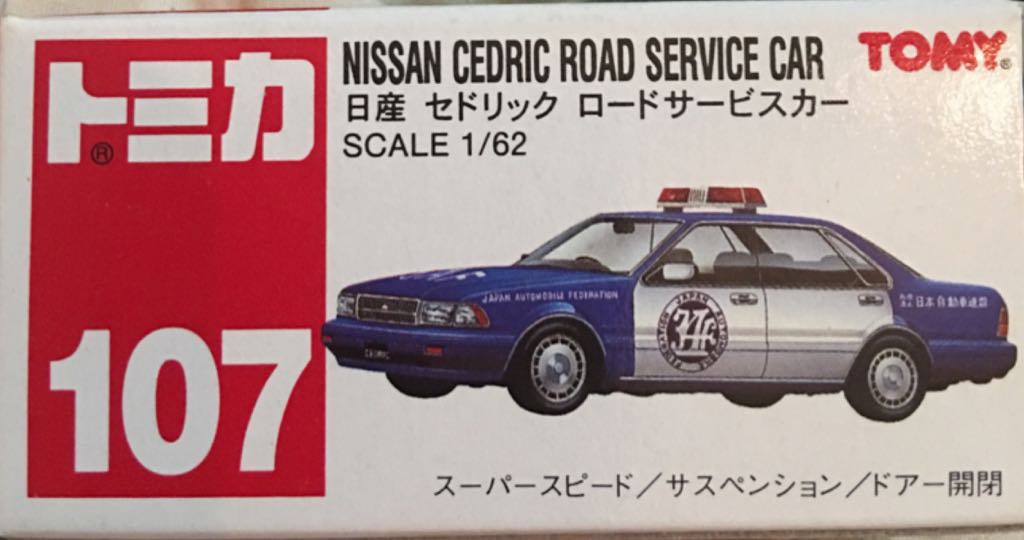 トミカ®
NISSAN CEDRIC ROAD SERVICE CAR
TOMY®
日産 セドリック ロードサービスカー
SCALE 1/62
107
JAPAN AUTOMOBILE FEDERATION
日本自動車連盟
JAPAN
CEDRIC
スーパースピード/サスペンション/ドアー開閉